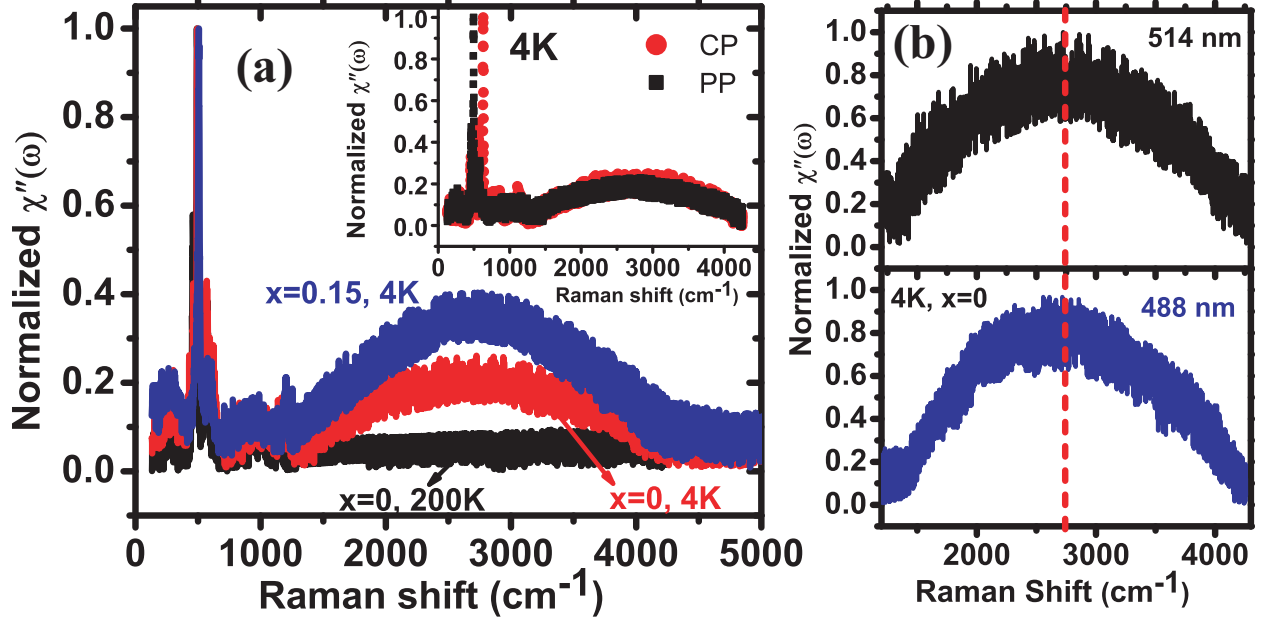 (a)
Normalized χ″(ω)
1.0
0.8
0.6
0.4
0.2
0.0
0 1000 2000 3000 4000 5000
Raman shift (cm-1)
x=0.15, 4K
x=0, 200K
x=0, 4K
4K
CP
PP
Normalized χ″(ω)
1.0
0.8
0.6
0.4
0.2
0.0
0 1000 2000 3000 4000
Raman shift (cm-1)
(b)
514 nm
Normalized χ″(ω)
1.0
0.8
0.6
0.4
0.2
0.0
4K, x=0
488 nm
1.0
0.8
0.6
0.4
0.2
0.0
2000 3000 4000
Raman Shift (cm-1)